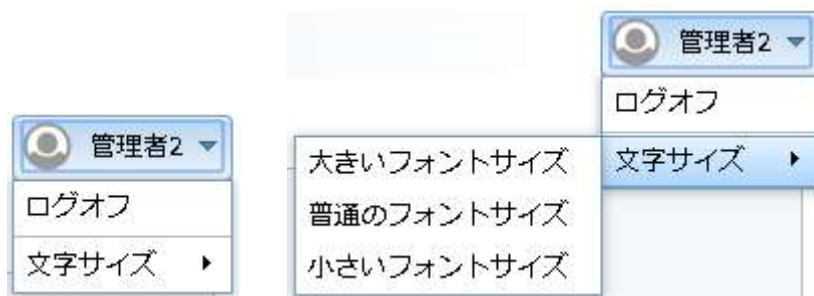 管理者2
ログオフ
文字サイズ
管理者2
ログオフ
文字サイズ
大きいフォントサイズ
普通のフォントサイズ
小さいフォントサイズ